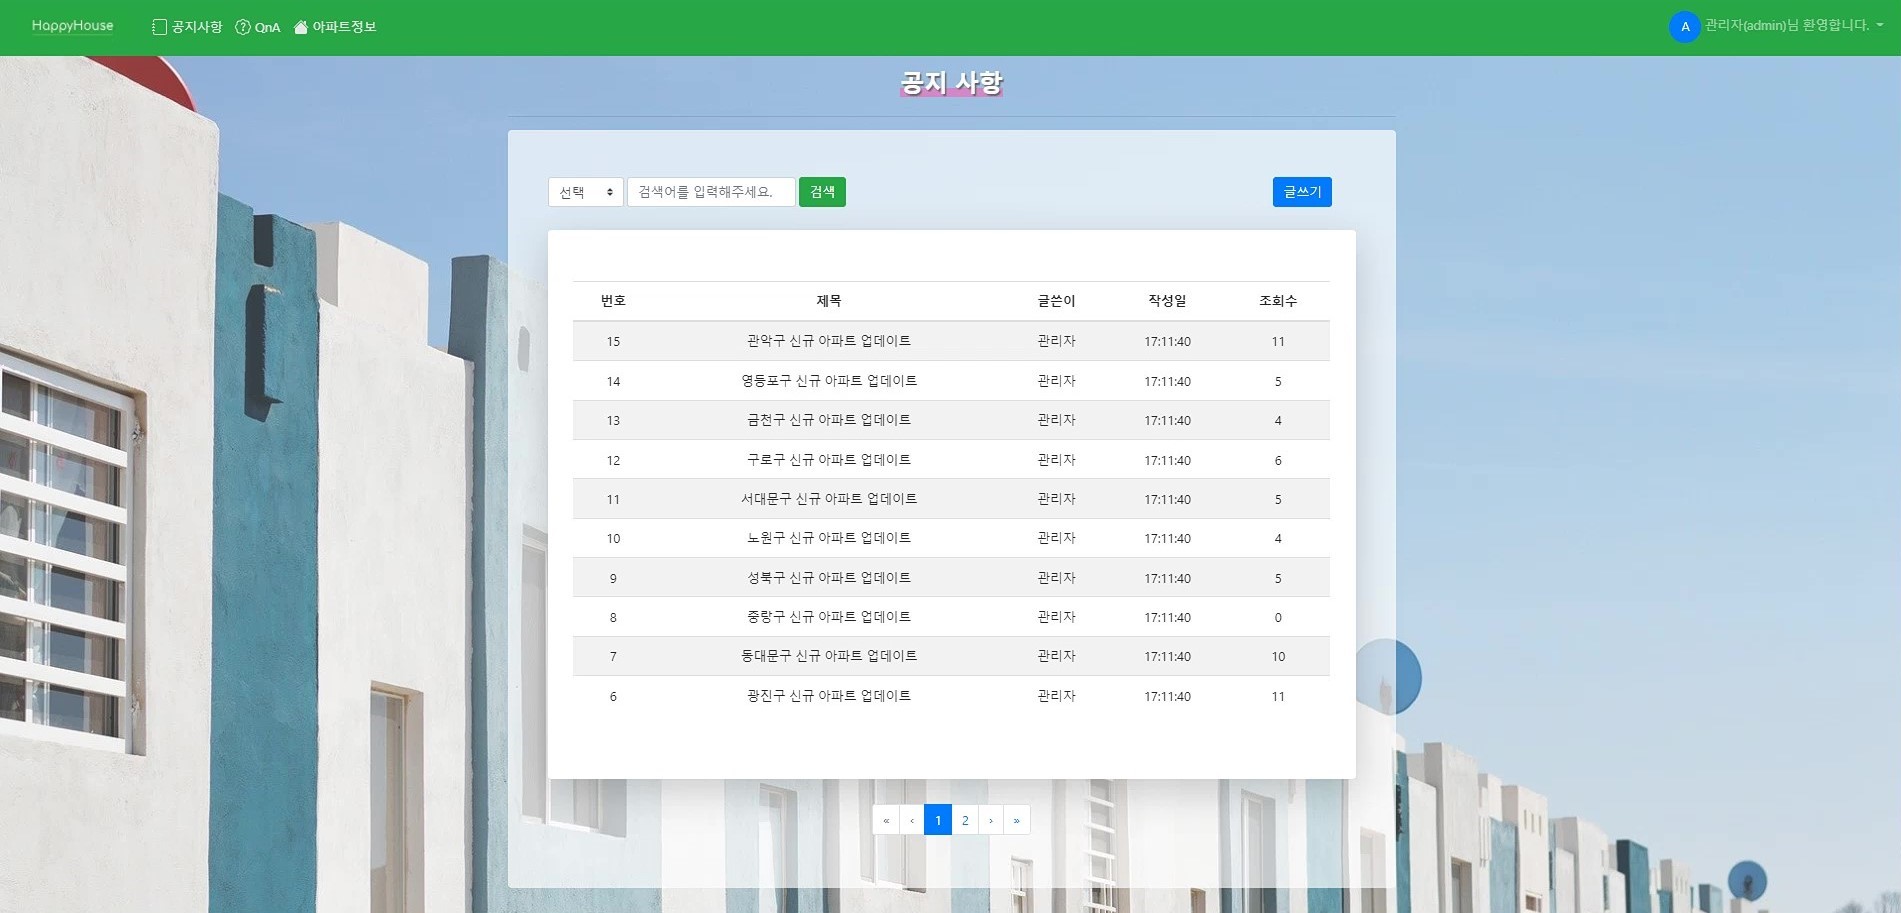 HappyHouse 공지사항 QnA 아파트정보 A 관리자(admin)님 환영합니다.
공지 사항
선택 검색어를 입력해주세요. 검색 글쓰기
번호 제목 글쓴이 작성일 조회수
15 관악구 신규 아파트 업데이트 관리자 17:11:40 11
14 영등포구 신규 아파트 업데이트 관리자 17:11:40 5
13 금천구 신규 아파트 업데이트 관리자 17:11:40 4
12 구로구 신규 아파트 업데이트 관리자 17:11:40 6
11 서대문구 신규 아파트 업데이트 관리자 17:11:40 5
10 노원구 신규 아파트 업데이트 관리자 17:11:40 4
9 성북구 신규 아파트 업데이트 관리자 17:11:40 5
8 중랑구 신규 아파트 업데이트 관리자 17:11:40 0
7 동대문구 신규 아파트 업데이트 관리자 17:11:40 10
6 광진구 신규 아파트 업데이트 관리자 17:11:40 11
« ‹ 1 2 › »